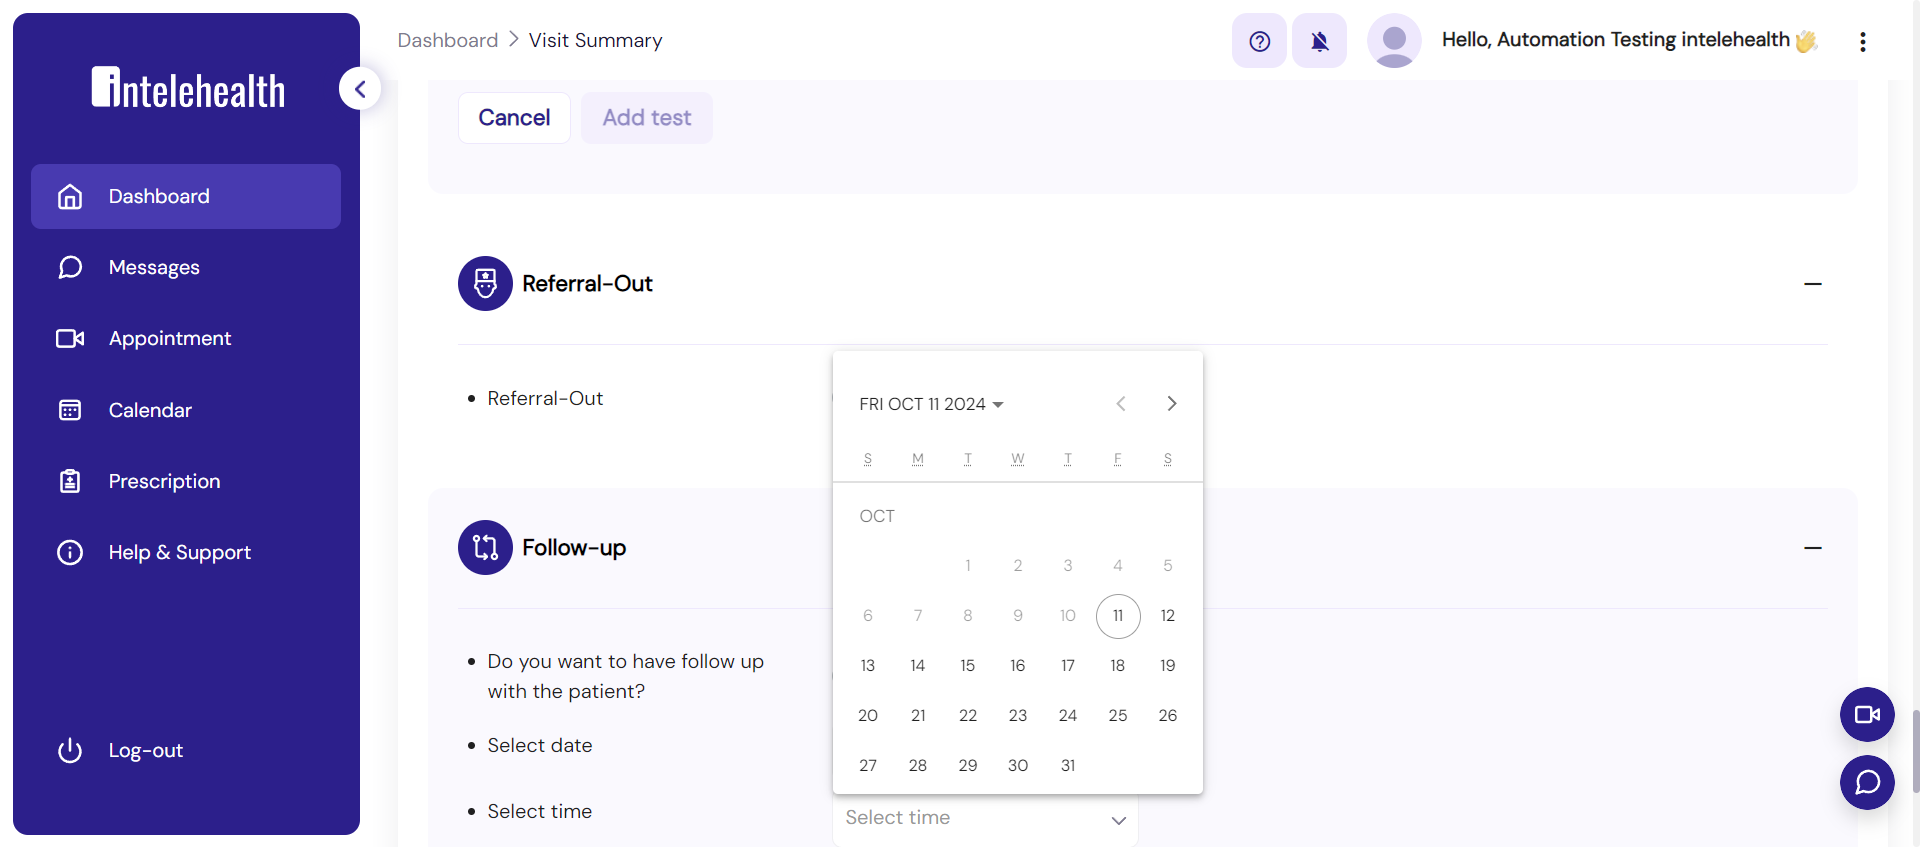 intelehealth
Dashboard
Messages
Appointment
Calendar
Prescription
Help & Support
Log-out
Dashboard > Visit Summary
Hello, Automation Testing intelehealth 👋
Cancel
Add test
Referral-Out
Referral-Out
Follow-up
Do you want to have follow up
with the patient?
Select date
Select time
FRI OCT 11 2024
S M T W T F S
OCT
1 2 3 4 5
6 7 8 9 10 11 12
13 14 15 16 17 18 19
20 21 22 23 24 25 26
27 28 29 30 31
Select time